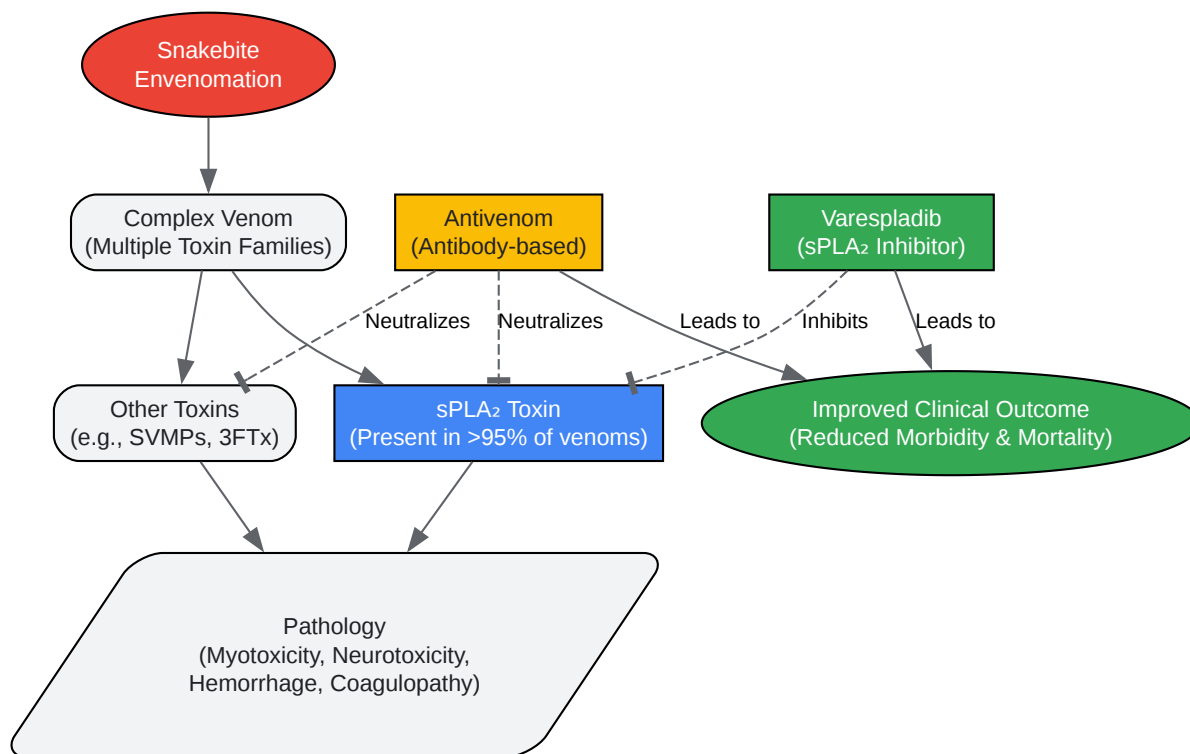 Snakebite
Envenomation
Complex Venom
(Multiple Toxin Families)
Antivenom
(Antibody-based)
Varespladib
(sPLA₂ Inhibitor)
Neutralizes
Neutralizes
Leads to
Inhibits
Leads to
Other Toxins
(e.g., SVMPs, 3FTx)
sPLA₂ Toxin
(Present in >95% of venoms)
Improved Clinical Outcome
(Reduced Morbidity & Mortality)
Pathology
(Myotoxicity, Neurotoxicity,
Hemorrhage, Coagulopathy)